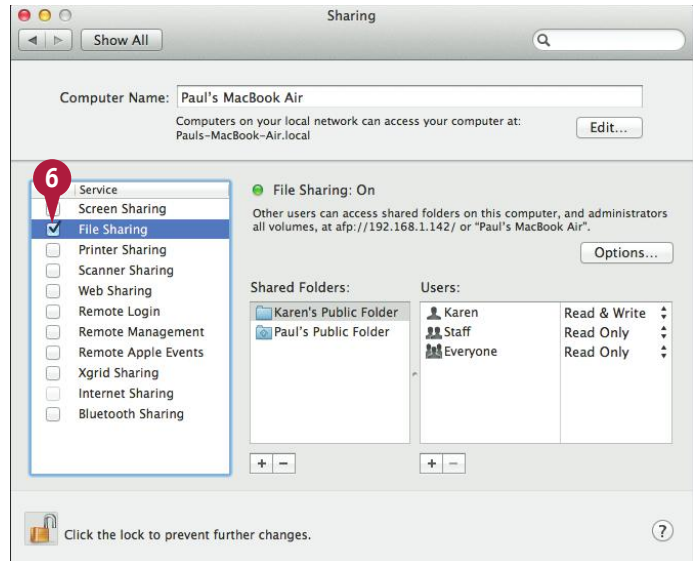 Sharing
Show All
Computer Name: Paul's MacBook Air
Computers on your local network can access your computer at:
Pauls-MacBook-Air.local
Edit...
6
Service
Screen Sharing
File Sharing
Printer Sharing
Scanner Sharing
Web Sharing
Remote Login
Remote Management
Remote Apple Events
Xgrid Sharing
Internet Sharing
Bluetooth Sharing
File Sharing: On
Other users can access shared folders on this computer, and administrators
all volumes, at afp://192.168.1.142/ or “Paul's MacBook Air”.
Options...
Shared Folders:
Karen's Public Folder
Paul's Public Folder
Users:
Karen Read & Write
Staff Read Only
Everyone Read Only
+ −
+ −
Click the lock to prevent further changes.
?